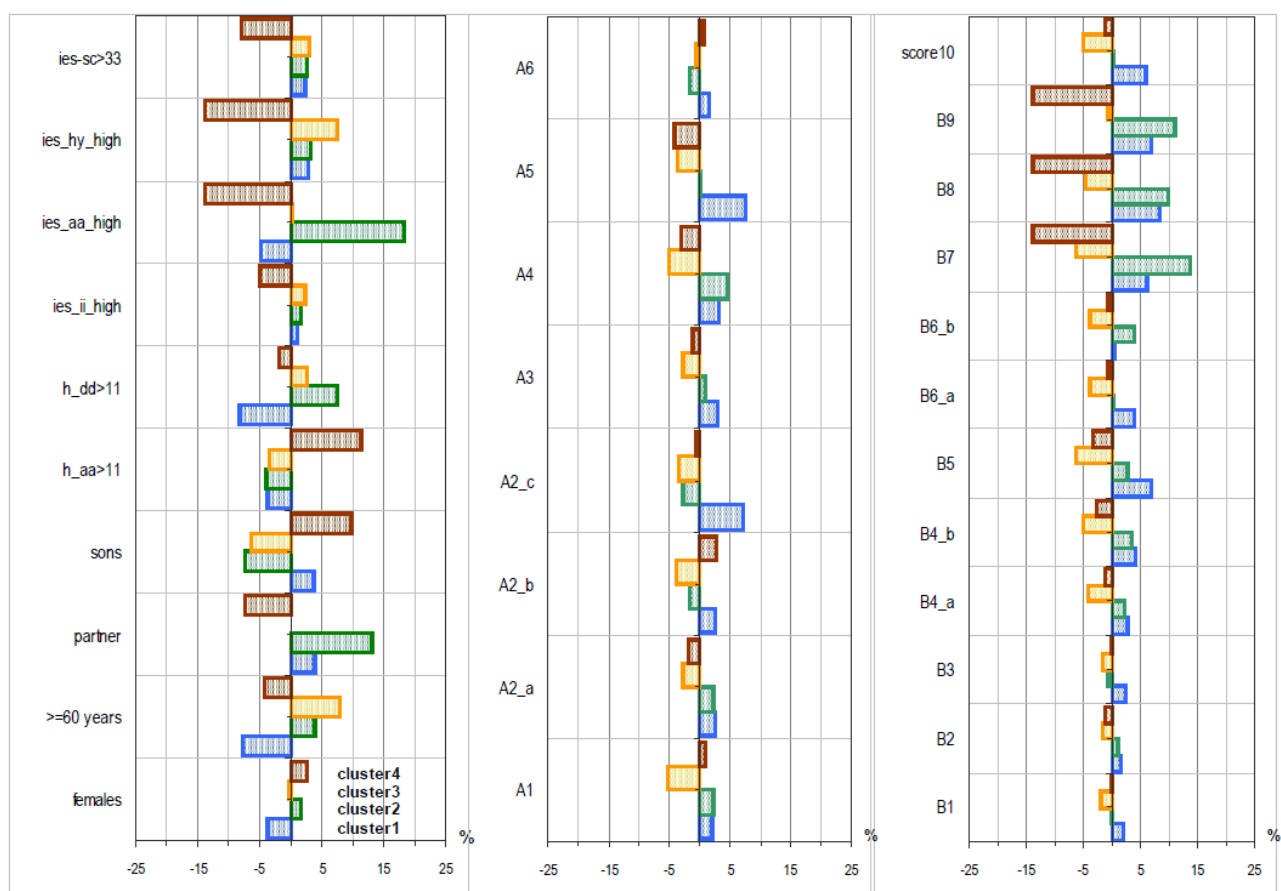 ies-sc>33
ies_hy_high
ies_aa_high
ies_ii_high
h_dd>11
h_aa>11
sons
partner
>=60 years
females
cluster4
cluster3
cluster2
cluster1
%
-25 -15 -5 5 15 25
A6
A5
A4
A3
A2_c
A2_b
A2_a
A1
%
-25 -15 -5 5 15 25
score10
B9
B8
B7
B6_b
B6_a
B5
B4_b
B4_a
B3
B2
B1
%
-25 -15 -5 5 15 25